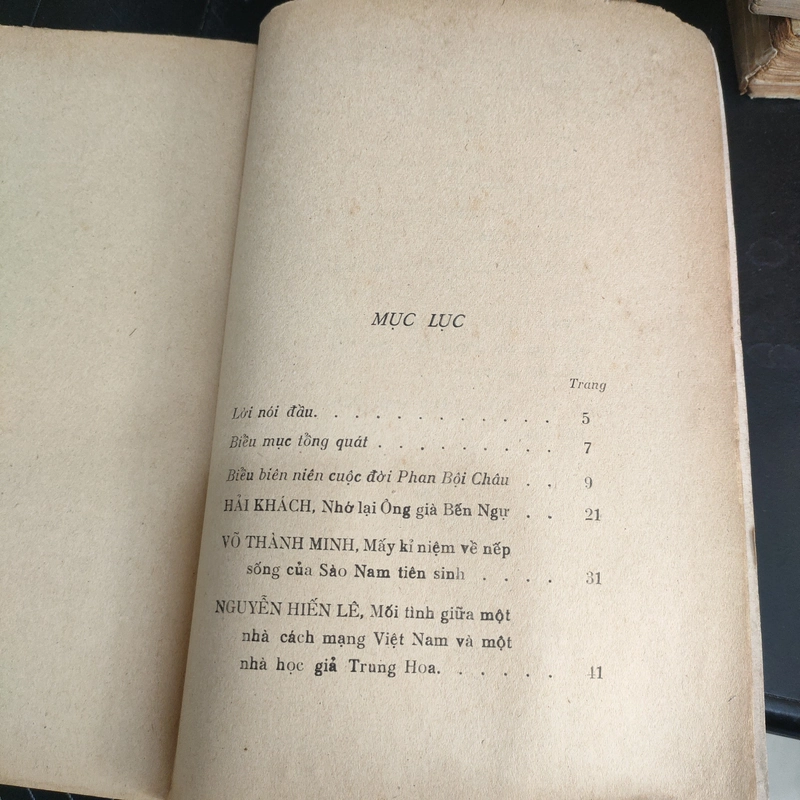 MỤC LỤC
Trang
Lời nói đầu. . . . . . . . . . . 5
Biểu mục tổng quát . . . . . . . . . 7
Biểu biên niên cuộc đời Phan Bội Châu . . 9
HẢI KHÁCH, Nhớ lại Ông già Bến Ngự . . 21
VÕ THÀNH MINH, Mấy kỉ niệm về nếp
sống của Sào Nam tiên sinh . . . . 31
NGUYỄN HIẾN LÊ, Mối tình giữa một
nhà cách mạng Việt Nam và một
nhà học giả Trung Hoa. . . . . . 41